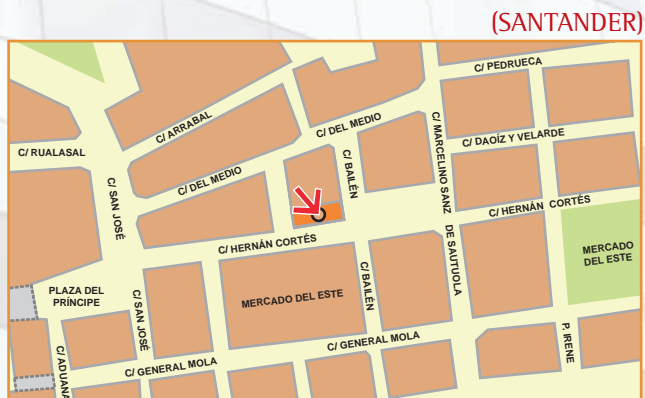 (SANTANDER)
C/ PEDRUECA
C/ ARRABAL
C/ DEL MEDIO
C/ MARCELINO SANZ DE SAUTUOLA
C/ DAOÍZ Y VELARDE
C/ RUALASAL
C/ BAILÉN
C/ DEL MEDIO
C/ SAN JOSÉ
C/ HERNÁN CORTÉS
C/ HERNÁN CORTÉS
MERCADO
DEL ESTE
PLAZA DEL
PRÍNCIPE
C/ SAN JOSÉ
MERCADO DEL ESTE
C/ BAILÉN
C/ GENERAL MOLA
C/ GENERAL MOLA
P. IRENE
C/ ADUANA